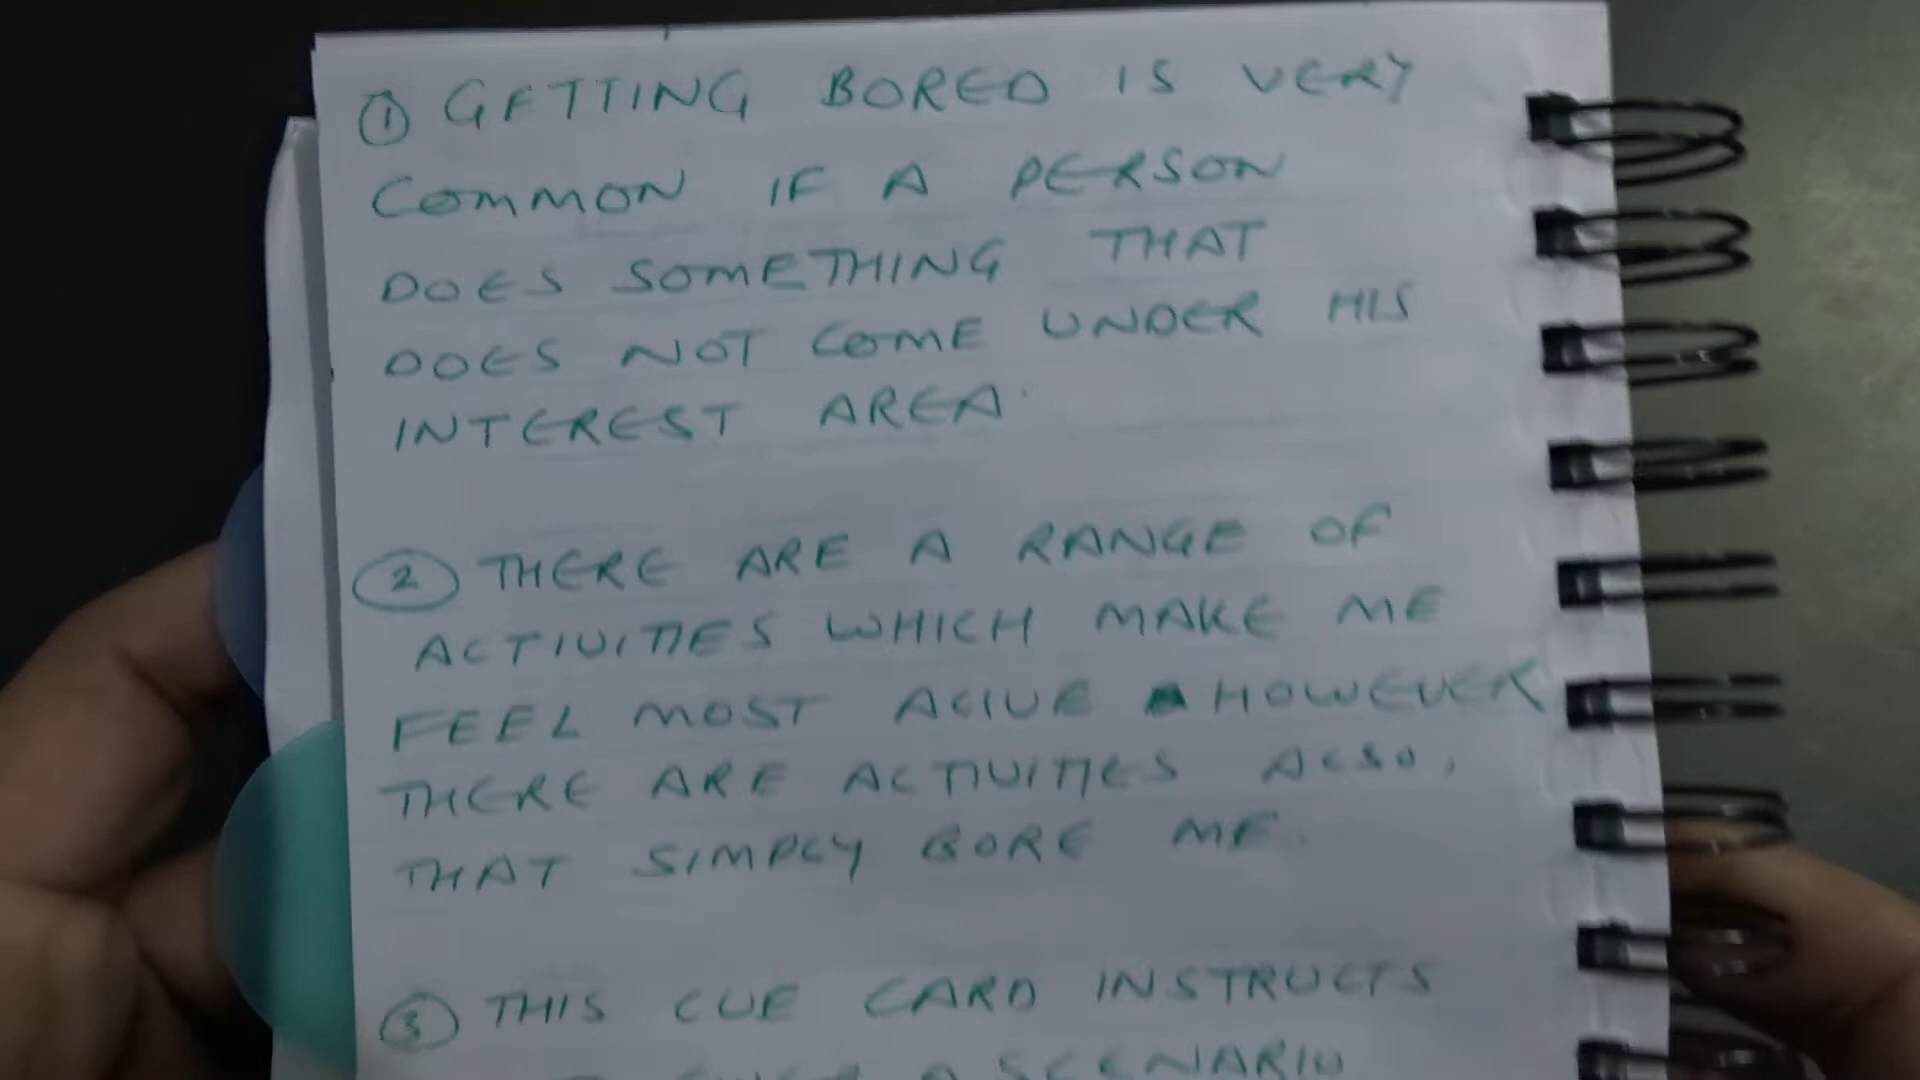 ① GETTING BORED IS VERY
COMMON IF A PERSON
DOES SOMETHING THAT
DOES NOT COME UNDER HIS
INTEREST AREA.
② THERE ARE A RANGE OF
ACTIVITIES WHICH MAKE ME
FEEL MOST ALIVE HOWEVER
THERE ARE ACTIVITIES ALSO,
THAT SIMPLY BORE ME.
③ THIS CUE CARD INSTRUCTS
A SCENARIO